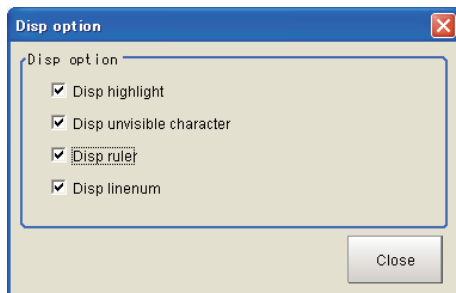 Disp option
Disp option
Disp highlight
Disp unvisible character
Disp ruler
Disp linenum
Close